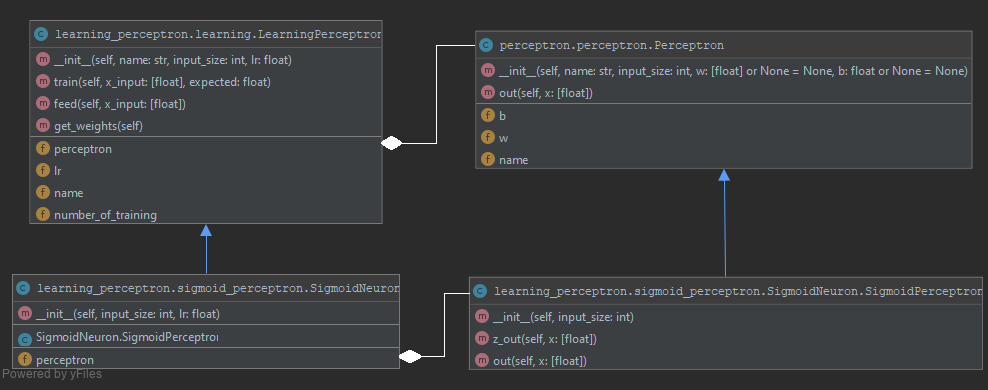 learning_perceptron.learning.LearningPerceptron
__init__(self, name: str, input_size: int, lr: float)
train(self, x_input: [float], expected: float)
feed(self, x_input: [float])
get_weights(self)
perceptron
lr
name
number_of_training
perceptron.perceptron.Perceptron
__init__(self, name: str, input_size: int, w: [float] or None = None, b: float or None = None)
out(self, x: [float])
b
w
name
learning_perceptron.sigmoid_perceptron.SigmoidNeuron
__init__(self, input_size: int, lr: float)
SigmoidNeuron.SigmoidPerceptron
perceptron
learning_perceptron.sigmoid_perceptron.SigmoidNeuron.SigmoidPerceptron
__init__(self, input_size: int)
z_out(self, x: [float])
out(self, x: [float])
Powered by yFiles